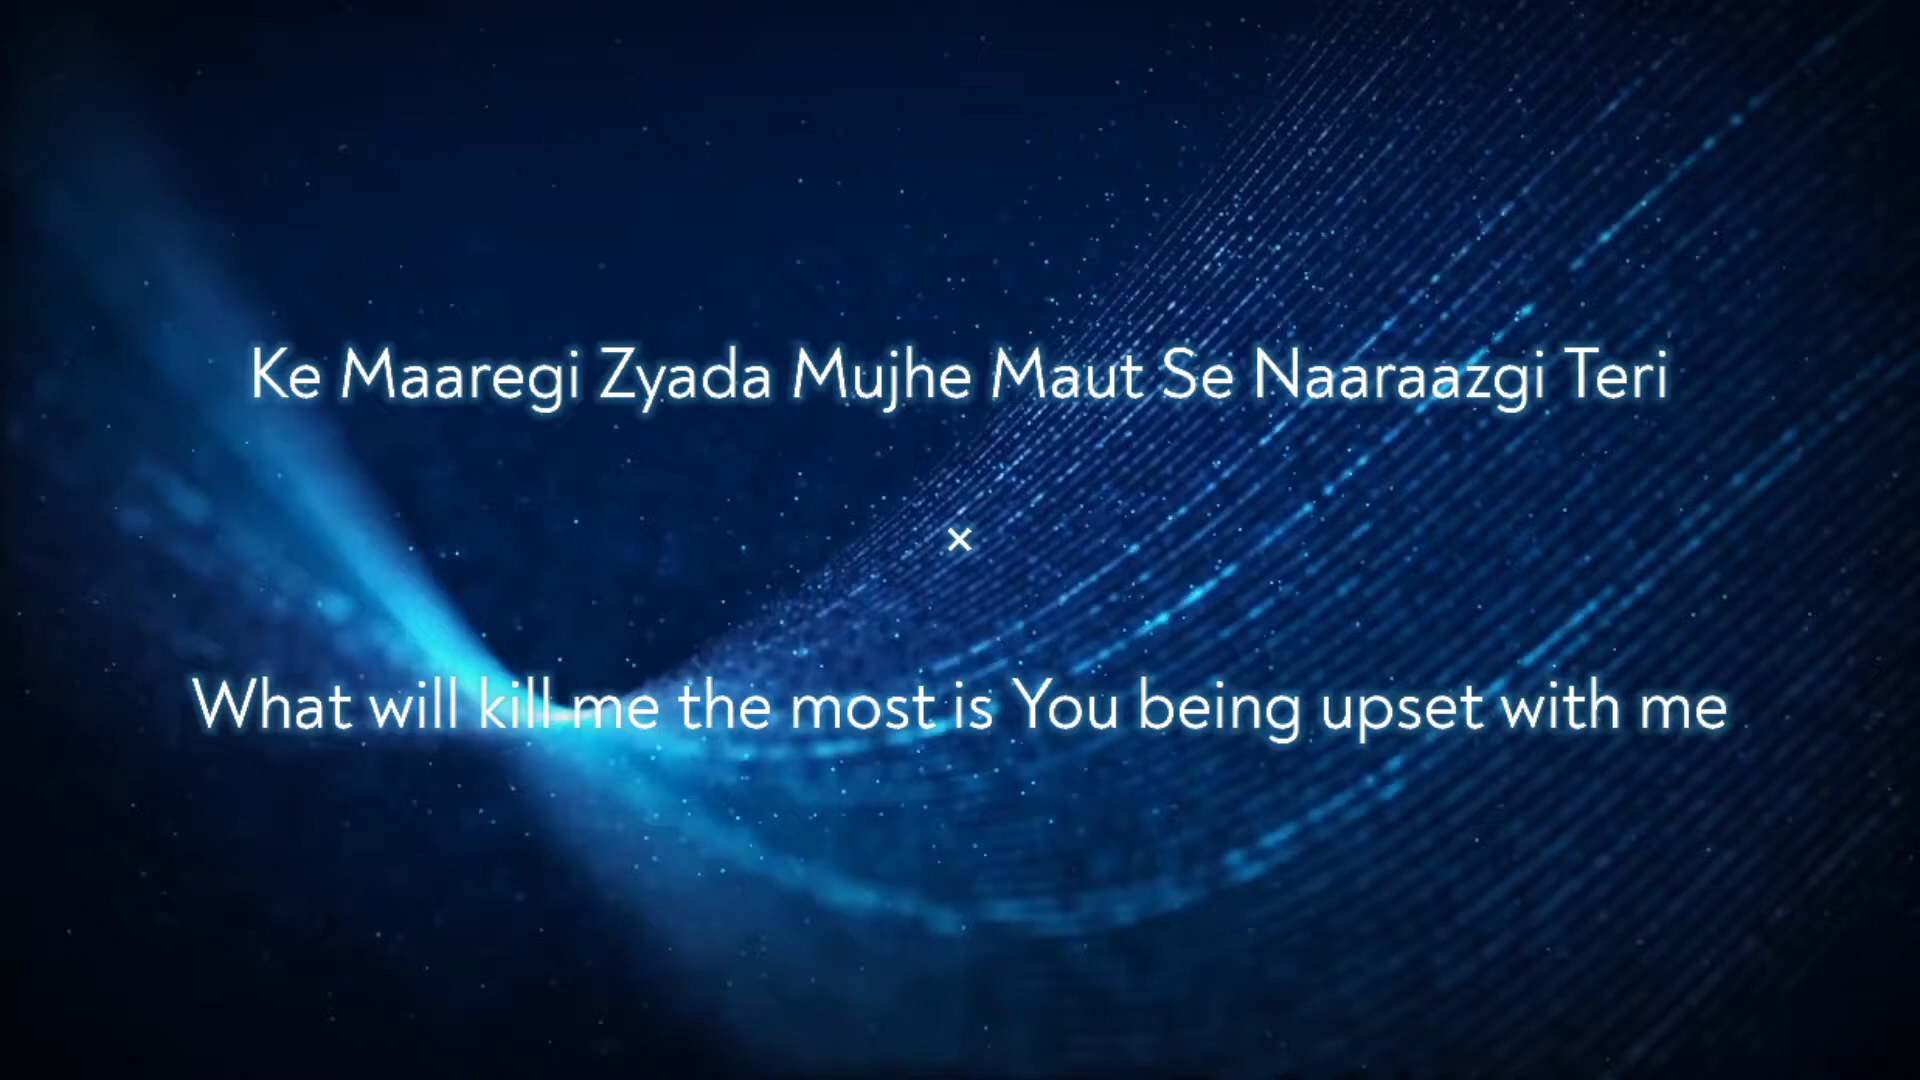 Ke Maaregi Zyada Mujhe Maut Se Naaraazgi Teri
×
What will kill me the most is You being upset with me